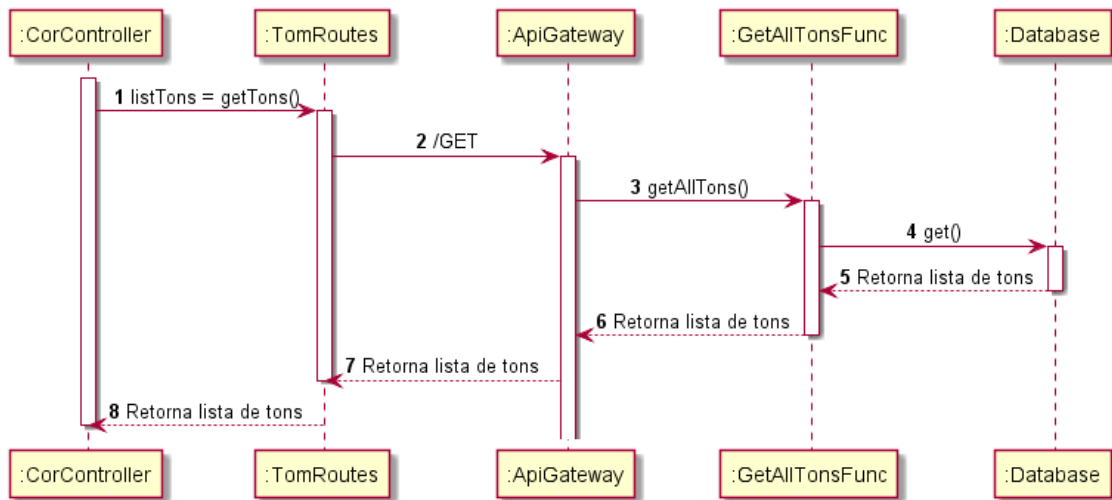 :CorController
:TomRoutes
:ApiGateway
:GetAllTonsFunc
:Database
1 listTons = getTons()
2 /GET
3 getAllTons()
4 get()
5 Retorna lista de tons
6 Retorna lista de tons
7 Retorna lista de tons
8 Retorna lista de tons
:CorController
:TomRoutes
:ApiGateway
:GetAllTonsFunc
:Database